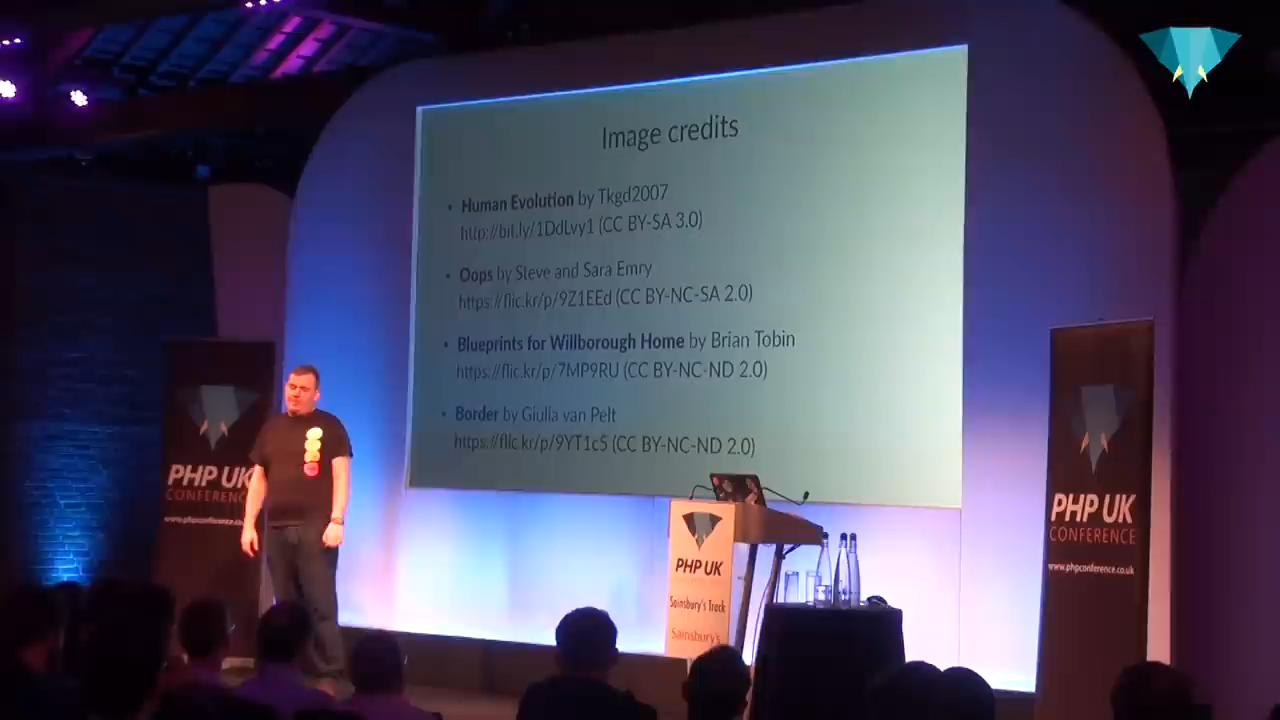 Image credits
• Human Evolution by Tkgd2007
http://bit.ly/1DdLvy1 (CC BY-SA 3.0)
• Oops by Steve and Sara Emry
https://flic.kr/p/9Z1EEd (CC BY-NC-SA 2.0)
• Blueprints for Willborough Home by Brian Tobin
https://flic.kr/p/7MP9RU (CC BY-NC-ND 2.0)
• Border by Giulia van Pelt
https://flic.kr/p/9YT1c5 (CC BY-NC-ND 2.0)
PHP UK
CONFERENCE
www.phpconference.co.uk
PHP UK
Sainsbury's Track
Sainsbury's
PHP UK
CONFERENCE
www.phpconference.co.uk